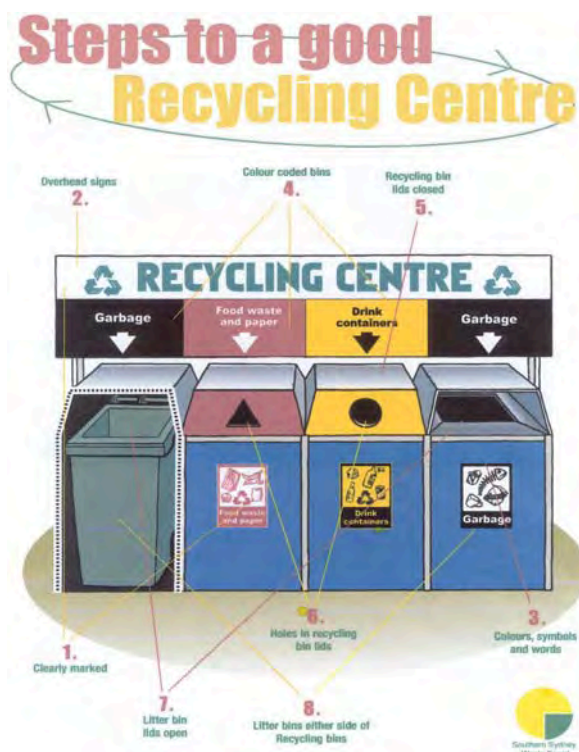 Steps to a good
Recycling Centre
Overhead signs
2.
Colour coded bins
4.
Recycling bin
lids closed
5.
RECYCLING CENTRE
Garbage
Food waste
and paper
Drink
containers
Garbage
Food waste
and paper
Drink
containers
Garbage
1.
Clearly marked
6.
Holes in recycling
bin lids
3.
Colours, symbols
and words
7.
Litter bin
lids open
8.
Litter bins either side of
Recycling bins
Southern Sydney